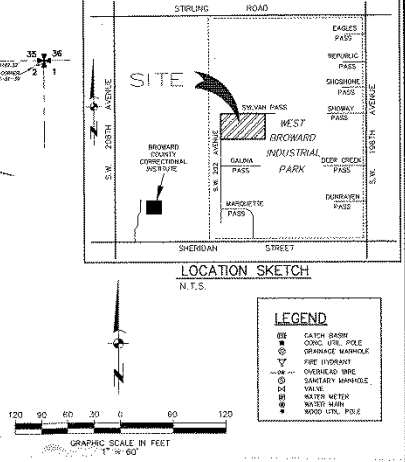 STIRLING ROAD
EAGLES PASS
REPUBLIC PASS
SHOSHONE PASS
35 36
2 1
SITE
SYLVAN PASS
SHOWAY PASS
S.W. 208TH AVENUE
WEST BROWARD INDUSTRIAL PARK
S.W. 202 AVENUE
S.W. 198TH AVENUE
BROWARD COUNTY CORRECTIONAL INSTITUTE
GALENA PASS
DEER CREEK PASS
DUNRAVEN PASS
MARQUETTE PASS
SHERIDAN STREET
LOCATION SKETCH
N.T.S.
N
LEGEND
CATCH BASIN
CONC. UTIL. POLE
DRAINAGE MANHOLE
FIRE HYDRANT
OVERHEAD WIRE
SANITARY MANHOLE
VALVE
WATER METER
WATER MAIN
WOOD UTIL. POLE
120 90 60 30 0 60 120
GRAPHIC SCALE IN FEET
1" = 60'